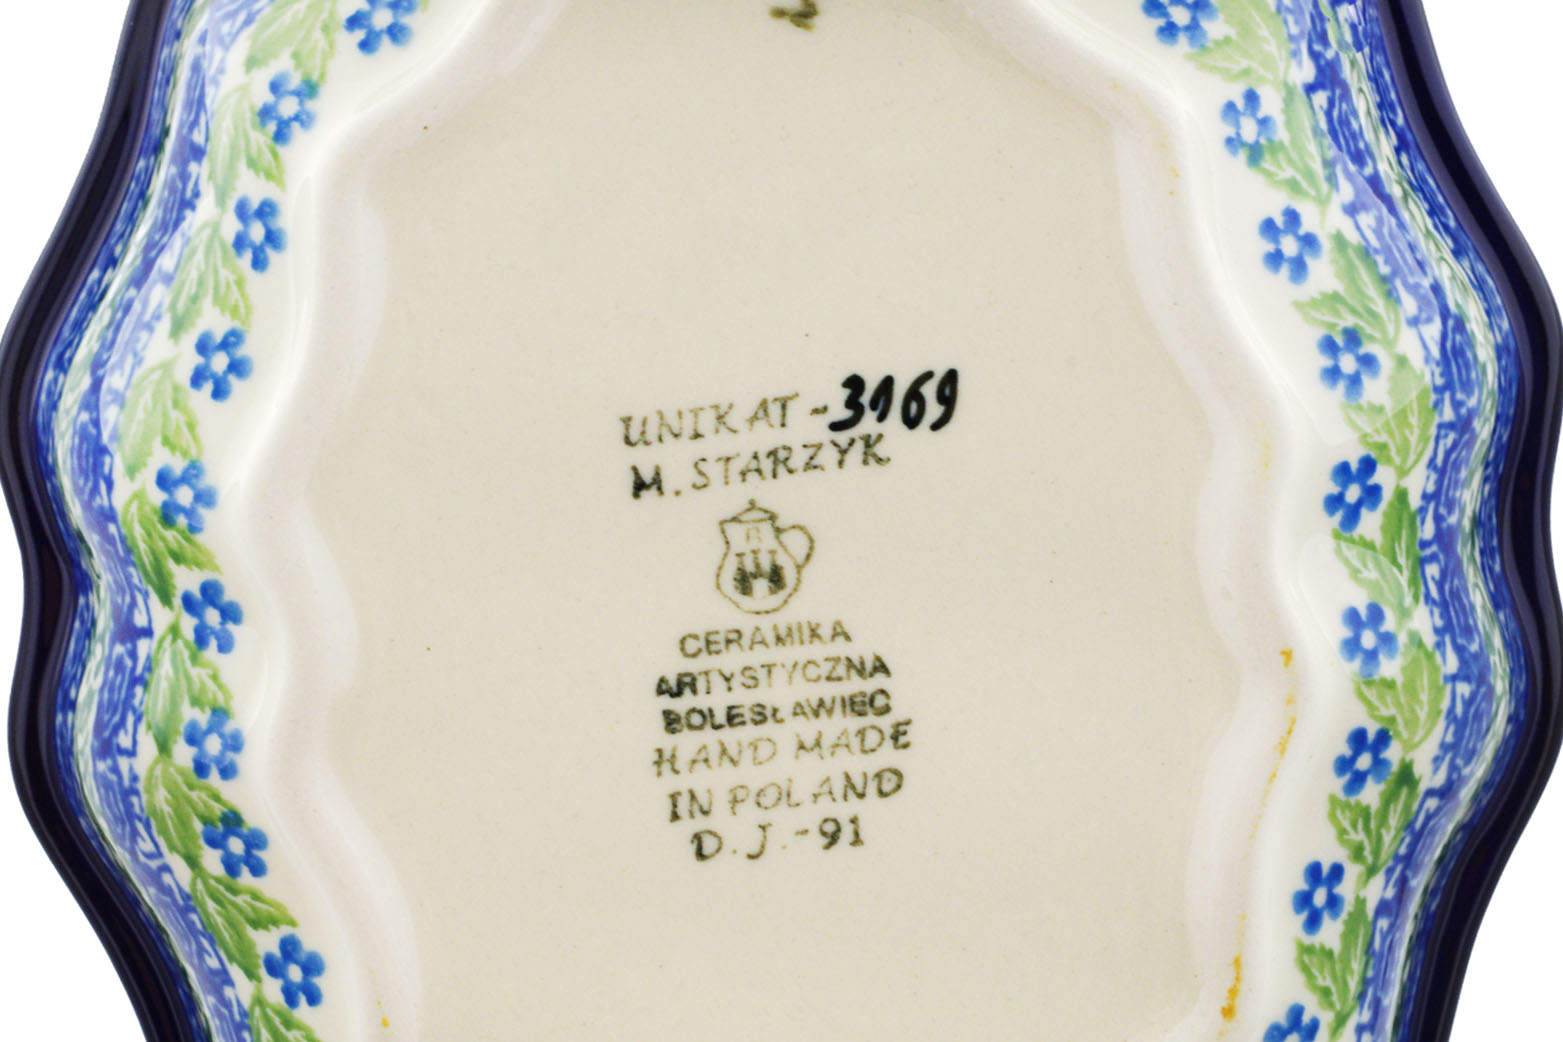 UNIKAT-3169
M. STARZYK
CERAMIKA
ARTYSTYCZNA
BOLESŁAWIEC
HAND MADE
IN POLAND
D.J.-91